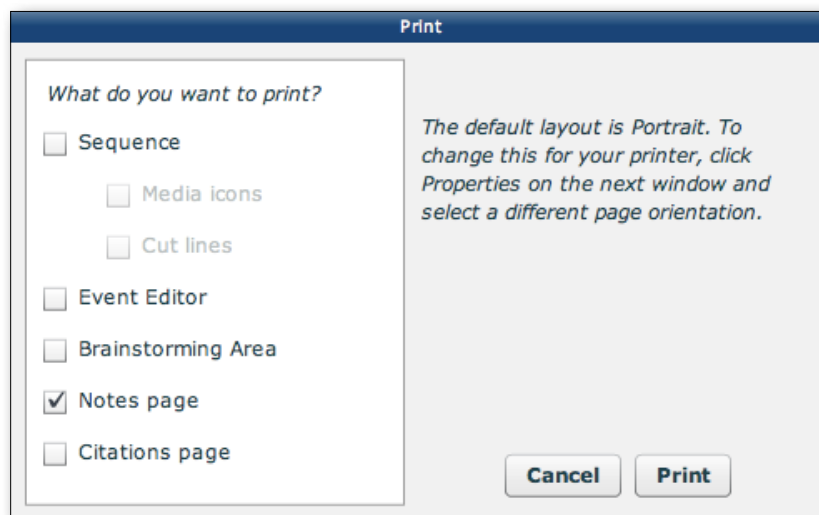 Print
What do you want to print?
Sequence
Media icons
Cut lines
Event Editor
Brainstorming Area
Notes page
Citations page
The default layout is Portrait. To
change this for your printer, click
Properties on the next window and
select a different page orientation.
Cancel
Print